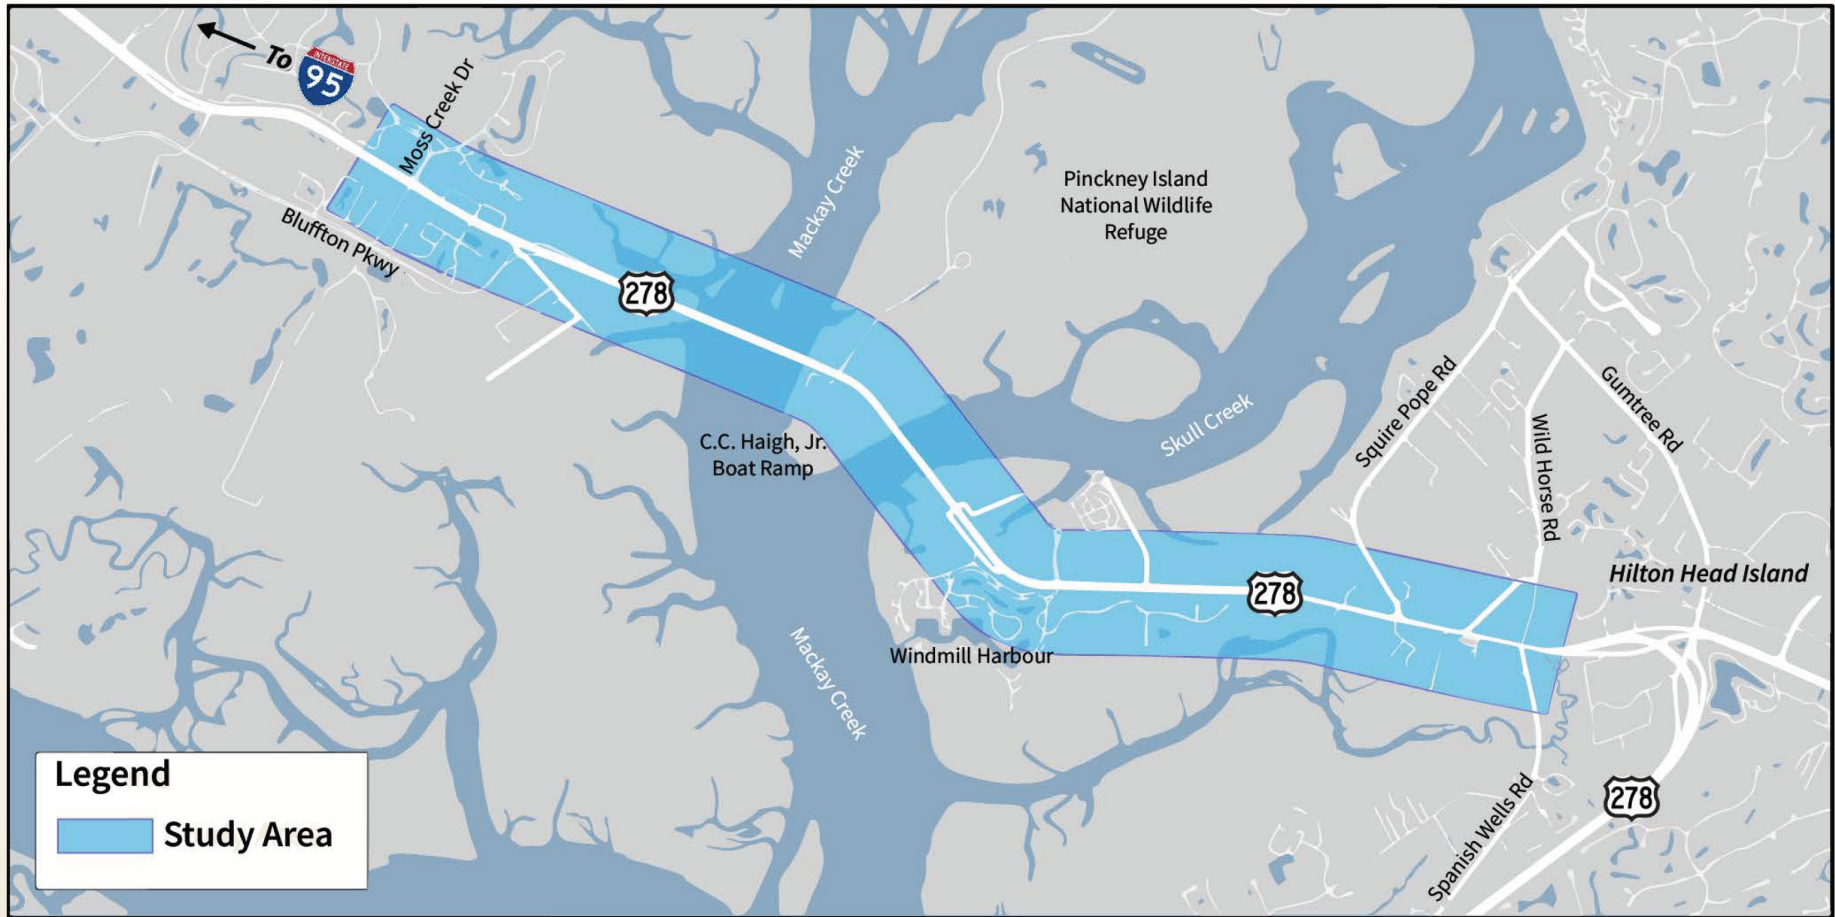 To
INTERSTATE
95
Moss Creek Dr
Bluffton Pkwy
278
Mackay Creek
Pinckney Island
National Wildlife
Refuge
C.C. Haigh, Jr.
Boat Ramp
Skull Creek
Squire Pope Rd
Gumtree Rd
Wild Horse Rd
Hilton Head Island
278
Windmill Harbour
Mackay Creek
278
Spanish Wells Rd
Legend
Study Area